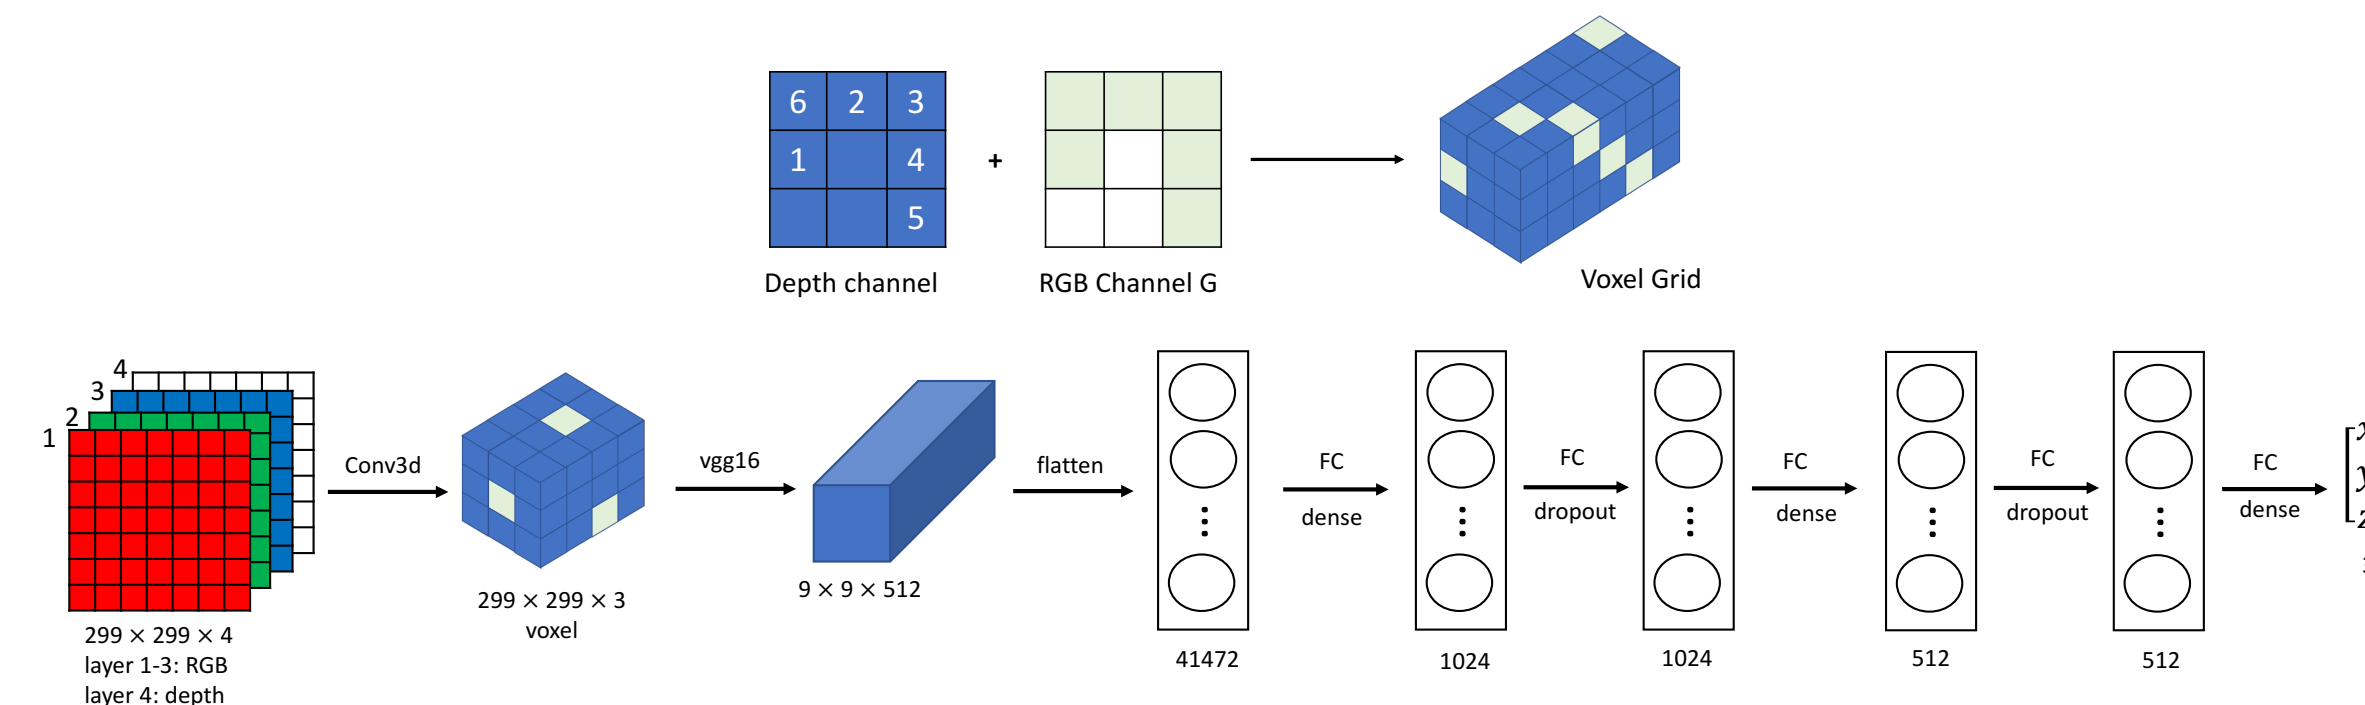 6 2 3
1 4
5
+
Depth channel
RGB Channel G
Voxel Grid
4
3
2
1
299 × 299 × 4
layer 1-3: RGB
layer 4: depth
Conv3d
299 × 299 × 3
voxel
vgg16
9 × 9 × 512
flatten
41472
FC
dense
1024
FC
dropout
1024
FC
dense
512
FC
dropout
512
FC
dense